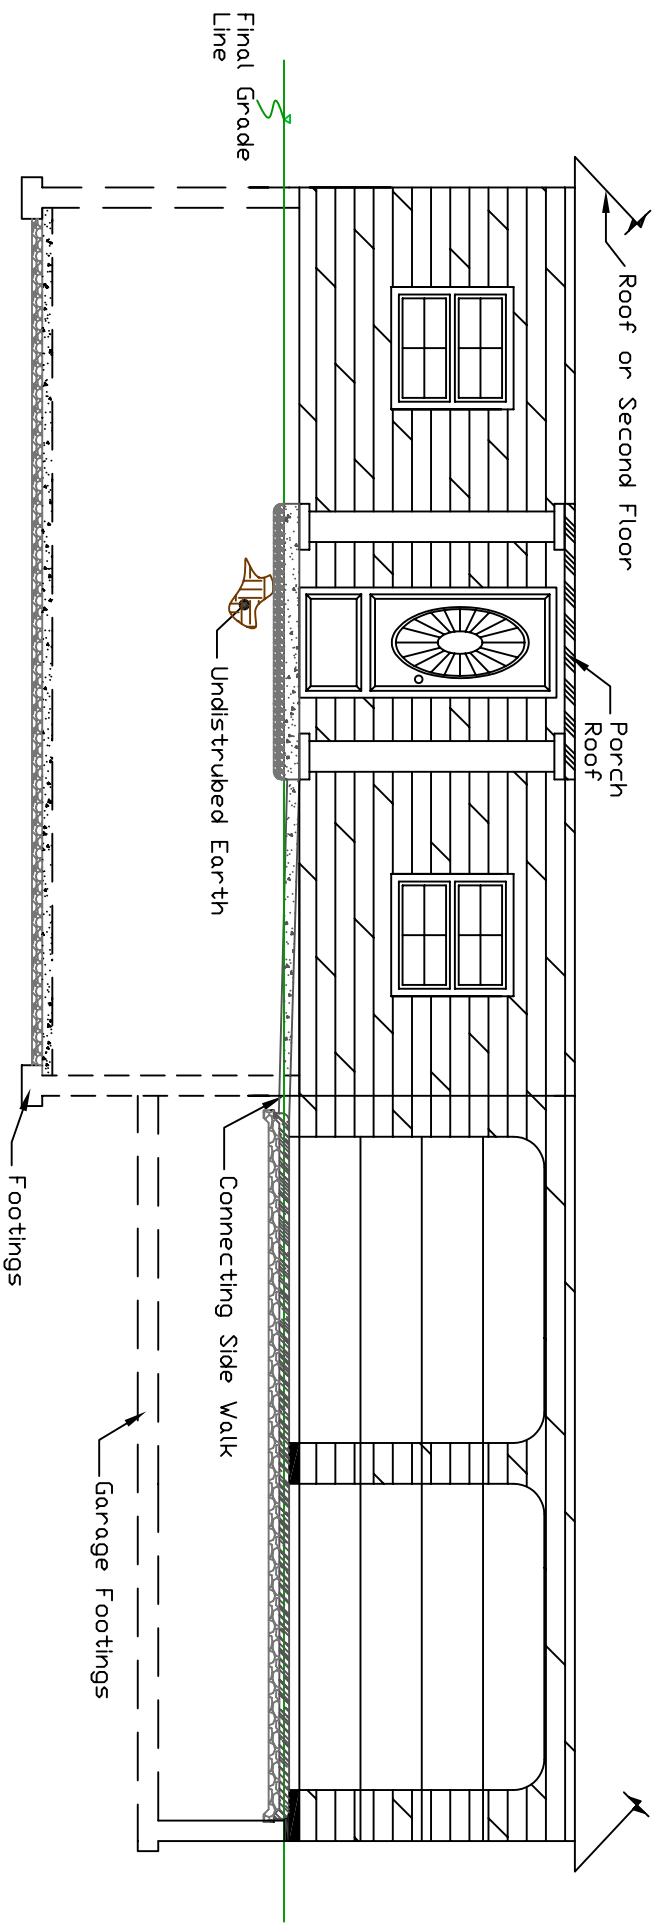 Final Grade
Line
Roof or Second Floor
Porch
Roof
Undistrubed Earth
Connecting Side Walk
Footings
Garage Footings